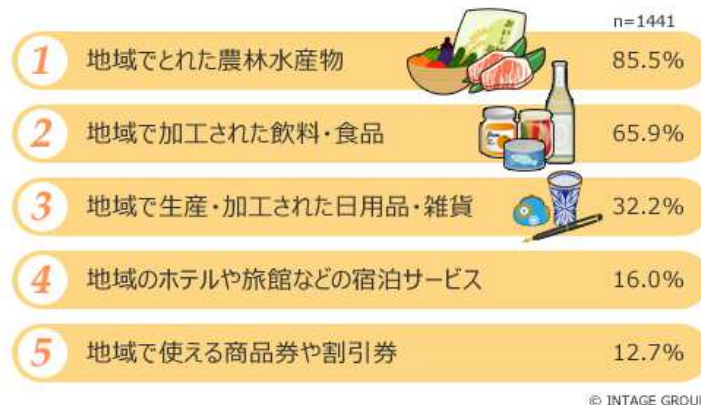 n=1441
1 地域でとれた農林水産物 85.5%
2 地域で加工された飲料・食品 65.9%
3 地域で生産・加工された日用品・雑貨 32.2%
4 地域のホテルや旅館などの宿泊サービス 16.0%
5 地域で使える商品券や割引券 12.7%
© INTAGE GROUP